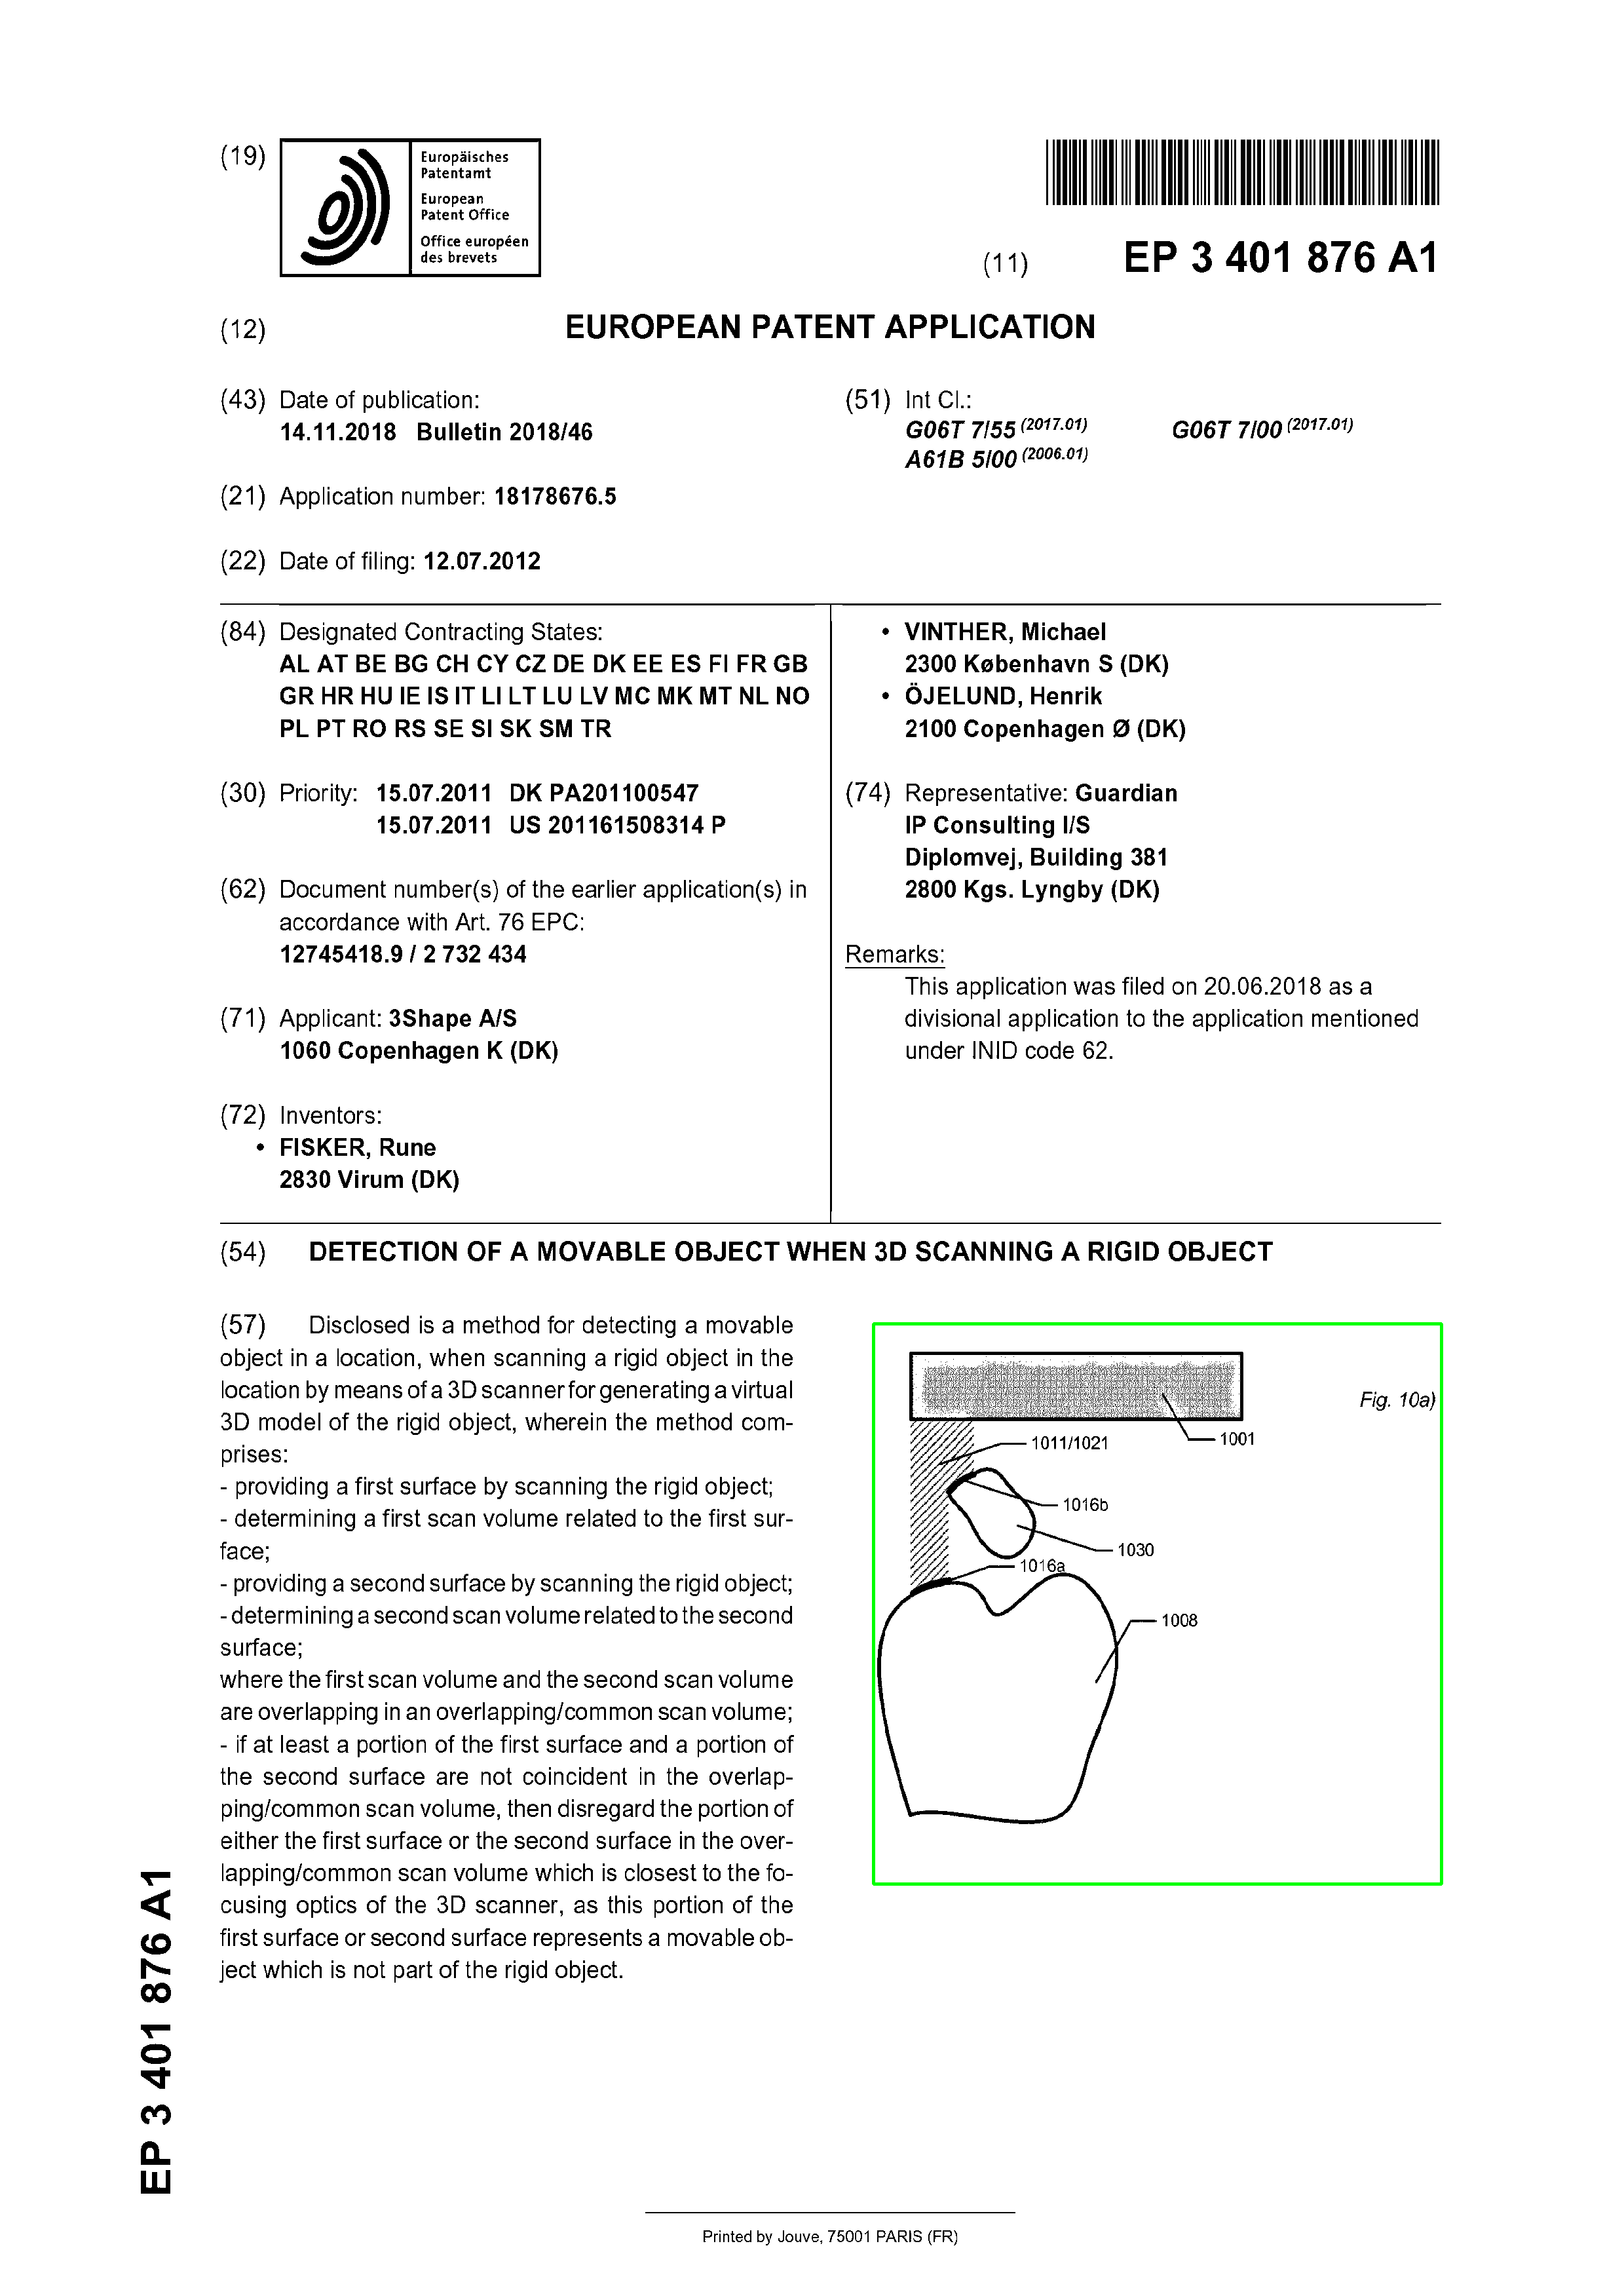 (19)
Europäisches
Patentamt
European
Patent Office
Office européen
des brevets
(11) EP 3 401 876 A1
(12) EUROPEAN PATENT APPLICATION
(43) Date of publication:
14.11.2018 Bulletin 2018/46
(21) Application number: 18178676.5
(22) Date of filing: 12.07.2012
(51) Int Cl.:
G06T 7/55 (2017.01) G06T 7/00 (2017.01)
A61B 5/00 (2006.01)
(84) Designated Contracting States:
AL AT BE BG CH CY CZ DE DK EE ES FI FR GB
GR HR HU IE IS IT LI LT LU LV MC MK MT NL NO
PL PT RO RS SE SI SK SM TR
(30) Priority: 15.07.2011 DK PA201100547
15.07.2011 US 201161508314 P
(62) Document number(s) of the earlier application(s) in
accordance with Art. 76 EPC:
12745418.9 / 2 732 434
(71) Applicant: 3Shape A/S
1060 Copenhagen K (DK)
(72) Inventors:
• FISKER, Rune
2830 Virum (DK)
• VINTHER, Michael
2300 København S (DK)
• ÖJELUND, Henrik
2100 Copenhagen Ø (DK)
(74) Representative: Guardian
IP Consulting I/S
Diplomvej, Building 381
2800 Kgs. Lyngby (DK)
Remarks:
This application was filed on 20.06.2018 as a
divisional application to the application mentioned
under INID code 62.
(54) DETECTION OF A MOVABLE OBJECT WHEN 3D SCANNING A RIGID OBJECT
(57) Disclosed is a method for detecting a movable
object in a location, when scanning a rigid object in the
location by means of a 3D scanner for generating a virtual
3D model of the rigid object, wherein the method com-
prises:
- providing a first surface by scanning the rigid object;
- determining a first scan volume related to the first sur-
face;
- providing a second surface by scanning the rigid object;
- determining a second scan volume related to the second
surface;
where the first scan volume and the second scan volume
are overlapping in an overlapping/common scan volume;
- if at least a portion of the first surface and a portion of
the second surface are not coincident in the overlap-
ping/common scan volume, then disregard the portion of
either the first surface or the second surface in the over-
lapping/common scan volume which is closest to the fo-
cusing optics of the 3D scanner, as this portion of the
first surface or second surface represents a movable ob-
ject which is not part of the rigid object.
Fig. 10a)
1001
1011/1021
1016b
1030
1016a
1008
EP 3 401 876 A1
Printed by Jouve, 75001 PARIS (FR)